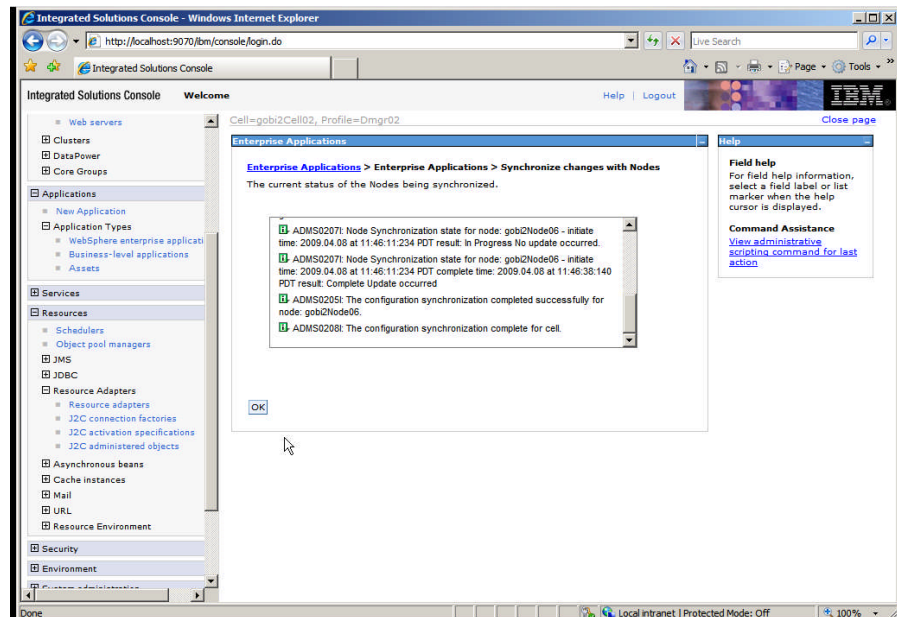 Integrated Solutions Console - Windows Internet Explorer
http://localhost:9070/ibm/console/login.do
Live Search
Integrated Solutions Console
Page
Tools
Integrated Solutions Console Welcome
Help | Logout
IBM
Web servers
Clusters
DataPower
Core Groups
Applications
New Application
Application Types
WebSphere enterprise applicati
Business-level applications
Assets
Services
Resources
Schedulers
Object pool managers
JMS
JDBC
Resource Adapters
Resource adapters
J2C connection factories
J2C activation specifications
J2C administered objects
Asynchronous beans
Cache instances
Mail
URL
Resource Environment
Security
Environment
System administration
Cell=gobi2Cell02, Profile=Dmgr02
Close page
Enterprise Applications
Enterprise Applications > Enterprise Applications > Synchronize changes with Nodes
The current status of the Nodes being synchronized.
ADMS0207I: Node Synchronization state for node: gobi2Node06 - initiate
time: 2009.04.08 at 11:46:11:234 PDT result: In Progress No update occurred.
ADMS0207I: Node Synchronization state for node: gobi2Node06 - initiate
time: 2009.04.08 at 11:46:11:234 PDT complete time: 2009.04.08 at 11:46:38:140
PDT result: Complete Update occurred
ADMS0205I: The configuration synchronization completed successfully for
node: gobi2Node06.
ADMS0208I: The configuration synchronization complete for cell.
OK
Help
Field help
For field help information,
select a field label or list
marker when the help
cursor is displayed.
Command Assistance
View administrative
scripting command for last
action
Done
Local intranet | Protected Mode: Off
100%